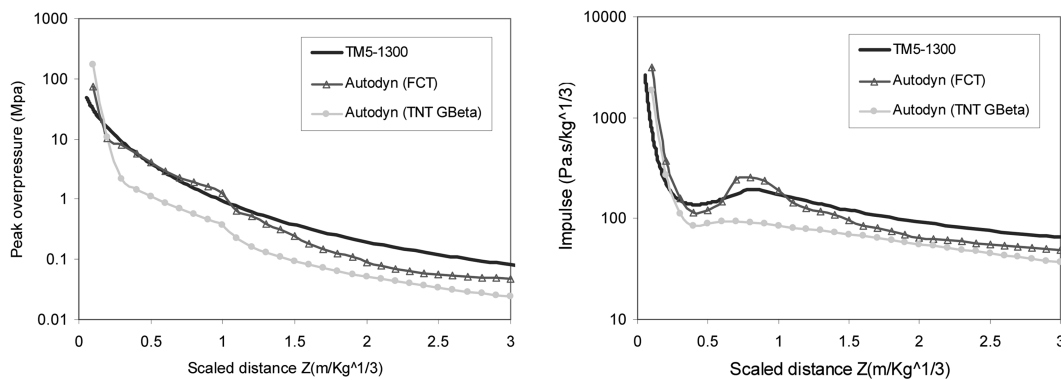 Peak overpressure (Mpa)
1000
100
10
1
0.1
0.01
TM5-1300
Autodyn (FCT)
Autodyn (TNT GBeta)
0 0.5 1 1.5 2 2.5 3
Scaled distance Z(m/Kg^1/3)
Impulse (Pa.s/kg^1/3)
10000
1000
100
10
TM5-1300
Autodyn (FCT)
Autodyn (TNT GBeta)
0 0.5 1 1.5 2 2.5 3
Scaled distance Z(m/Kg^1/3)